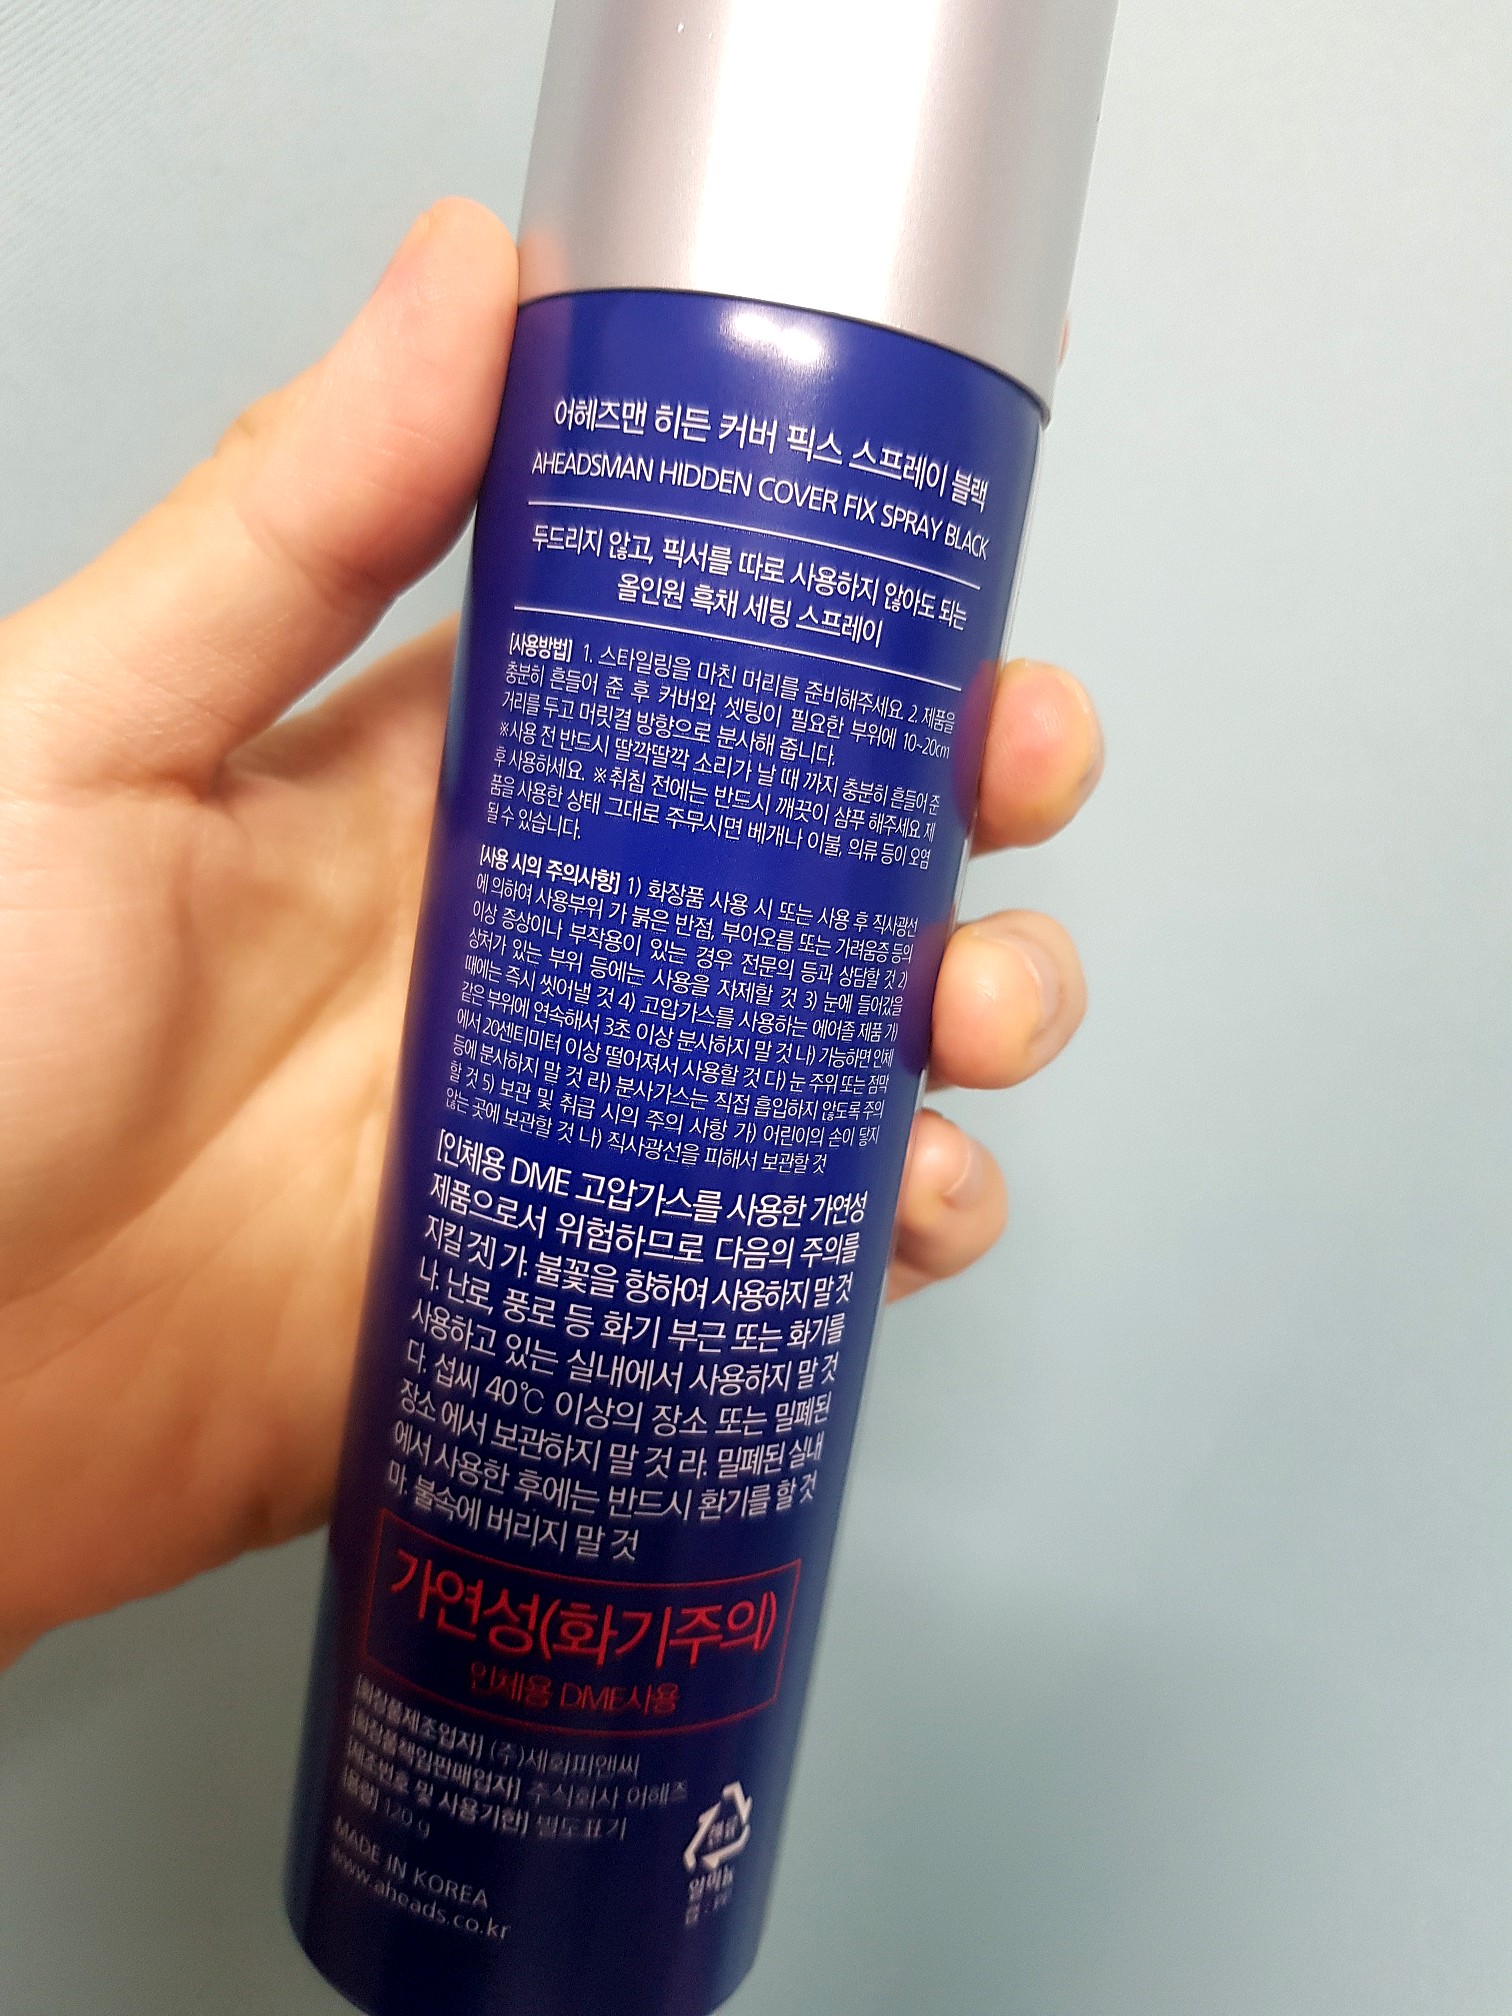 어헤즈맨 히든 커버 픽스 스프레이 블랙
AHEADSMAN HIDDEN COVER FIX SPRAY BLACK
두드리지 않고, 픽서를 따로 사용하지 않아도 되는
올인원 흑채 세팅 스프레이
[사용방법] 1. 스타일링을 마친 머리를 준비해주세요. 2. 제품을
충분히 흔들어 준 후 커버와 셋팅이 필요한 부위에 10~20cm
거리를 두고 머릿결 방향으로 분사해 줍니다.
※사용 전 반드시 딸깍딸깍 소리가 날 때 까지 충분히 흔들어 준
후 사용하세요. ※취침 전에는 반드시 깨끗이 샴푸 해주세요. 제
품을 사용한 상태 그대로 주무시면 베개나 이불, 의류 등이 오염
될 수 있습니다.
[사용 시의 주의사항] 1) 화장품 사용 시 또는 사용 후 직사광선
에 의하여 사용부위 가 붉은 반점, 부어오름 또는 가려움증 등의
이상 증상이나 부작용이 있는 경우 전문의 등과 상담할 것 2)
상처가 있는 부위 등에는 사용을 자제할 것 3) 눈에 들어갔을
때에는 즉시 씻어낼 것 4) 고압가스를 사용하는 에어졸 제품 가)
같은 부위에 연속해서 3초 이상 분사하지 말 것 나) 가능하면 인체
에서 20센티미터 이상 떨어져서 사용할 것 다) 눈 주위 또는 점막
등에 분사하지 말 것 라) 분사가스는 직접 흡입하지 않도록 주의
할 것 5) 보관 및 취급 시의 주의 사항 가) 어린이의 손이 닿지
않는 곳에 보관할 것 나) 직사광선을 피해서 보관할 것
[인체용 DME 고압가스를 사용한 가연성
제품으로서 위험하므로 다음의 주의를
지킬 것] 가. 불꽃을 향하여 사용하지 말 것
나. 난로, 풍로 등 화기 부근 또는 화기를
사용하고 있는 실내에서 사용하지 말 것
다. 섭씨 40℃ 이상의 장소 또는 밀폐된
장소 에서 보관하지 말 것 라. 밀폐된 실내
에서 사용한 후에는 반드시 환기를 할 것
마. 불속에 버리지 말 것
가연성(화기주의)
인체용 DME사용
[화장품제조업자] (주)세화피앤씨
[화장품책임판매업자] 주식회사 어헤즈
[제조번호 및 사용기한] 별도표기
[용량] 120 g
MADE IN KOREA
www.aheads.co.kr
캔류
알미늄